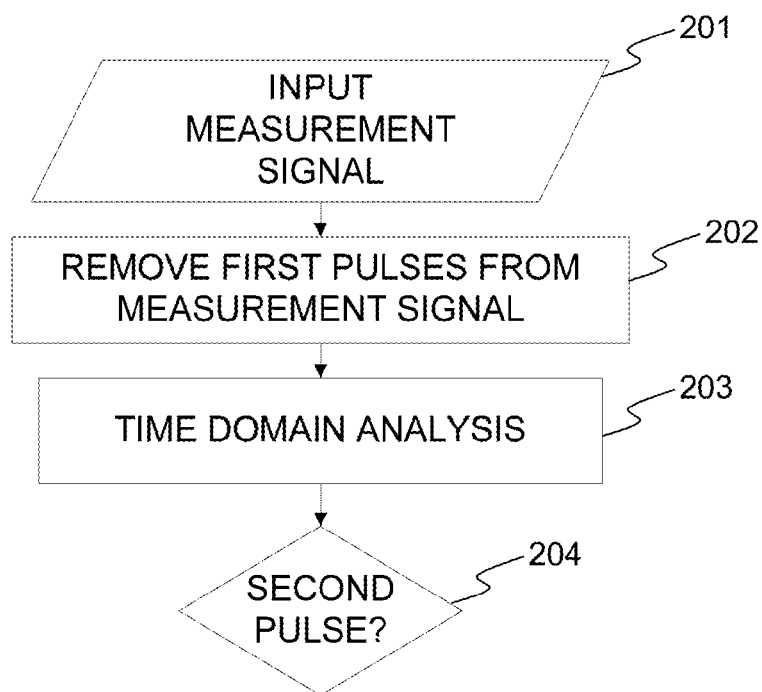 201
INPUT
MEASUREMENT
SIGNAL
202
REMOVE FIRST PULSES FROM
MEASUREMENT SIGNAL
203
TIME DOMAIN ANALYSIS
204
SECOND
PULSE?